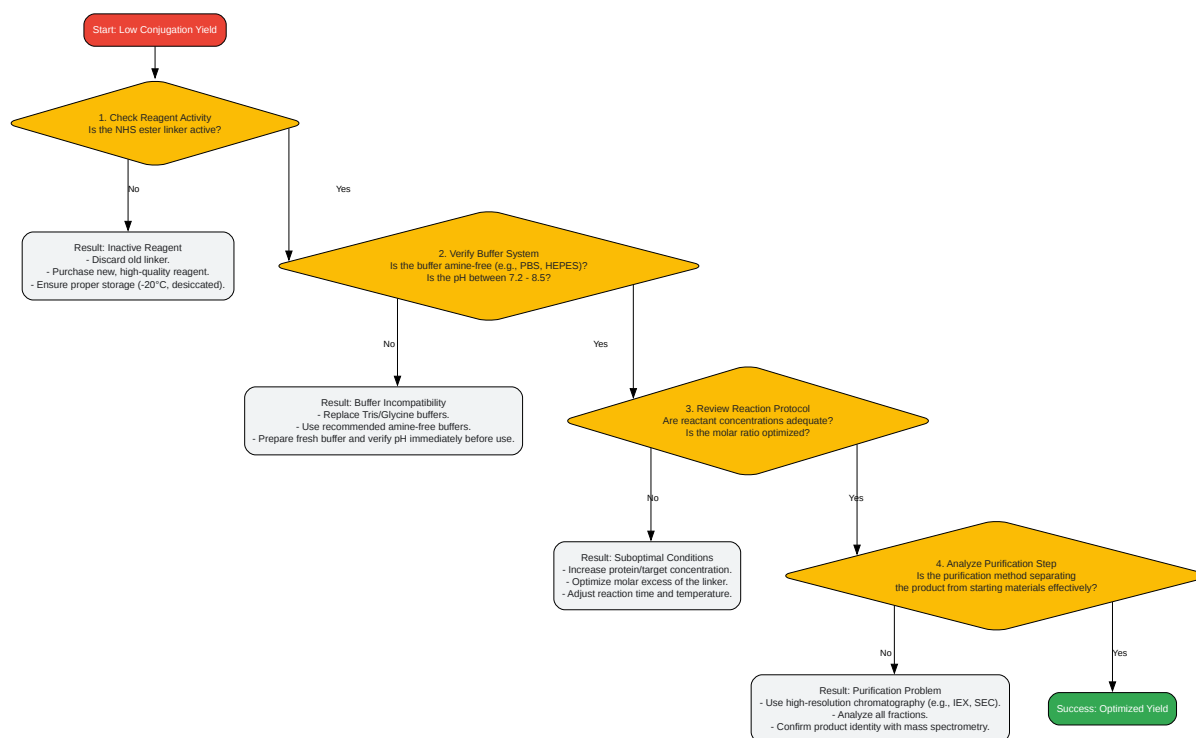 Start: Low Conjugation Yield
1. Check Reagent Activity
Is the NHS ester linker active?
No
Yes
Result: Inactive Reagent
- Discard old linker.
- Purchase new, high-quality reagent.
- Ensure proper storage (-20°C, desiccated).
2. Verify Buffer System
Is the buffer amine-free (e.g., PBS, HEPES)?
Is the pH between 7.2 - 8.5?
No
Yes
Result: Buffer Incompatibility
- Replace Tris/Glycine buffers.
- Use recommended amine-free buffers.
- Prepare fresh buffer and verify pH immediately before use.
3. Review Reaction Protocol
Are reactant concentrations adequate?
Is the molar ratio optimized?
No
Yes
Result: Suboptimal Conditions
- Increase protein/target concentration.
- Optimize molar excess of the linker.
- Adjust reaction time and temperature.
4. Analyze Purification Step
Is the purification method separating
the product from starting materials effectively?
No
Yes
Result: Purification Problem
- Use high-resolution chromatography (e.g., IEX, SEC).
- Analyze all fractions.
- Confirm product identity with mass spectrometry.
Success: Optimized Yield